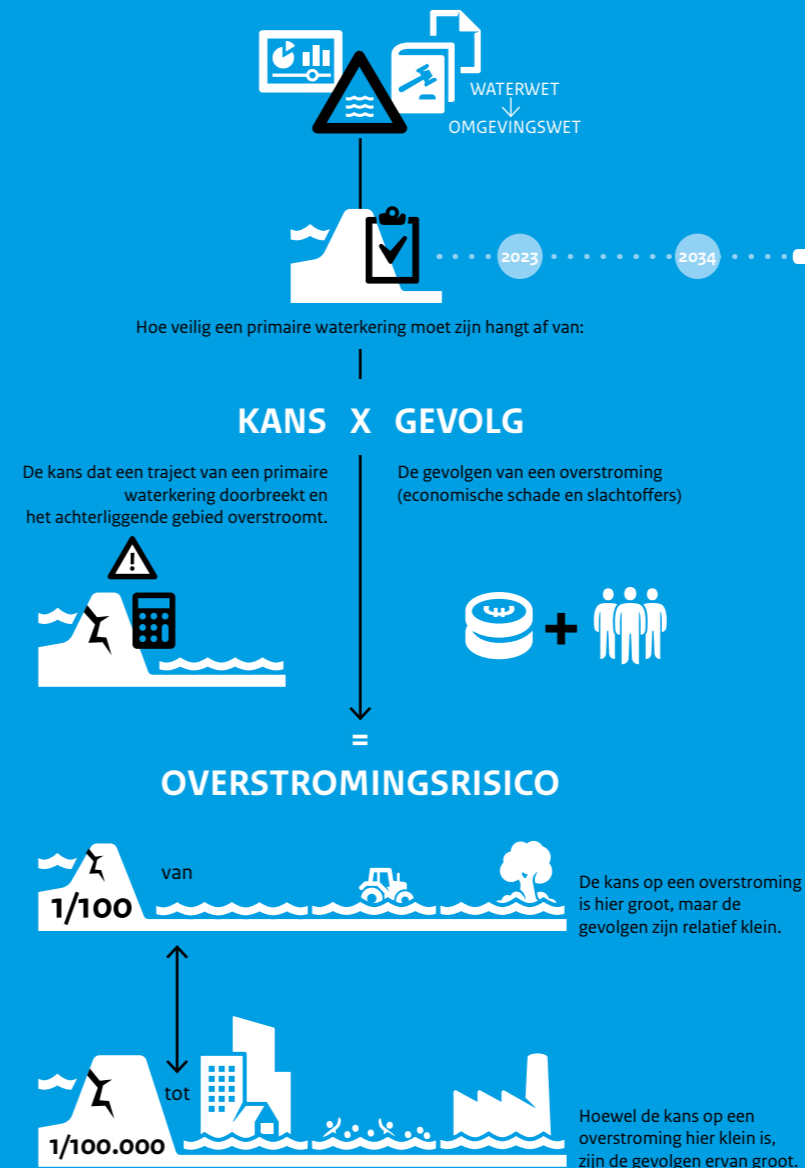 WATERWET
OMGEVINGSWET
2023
2034
Hoe veilig een primaire waterkering moet zijn hangt af van:
KANS X GEVOLG
De kans dat een traject van een primaire
waterkering doorbreekt en
het achterliggende gebied overstroomt.
De gevolgen van een overstroming
(economische schade en slachtoffers)
=
OVERSTROMINGSRISICO
van
1/100
De kans op een overstroming
is hier groot, maar de
gevolgen zijn relatief klein.
tot
1/100.000
Hoewel de kans op een
overstroming hier klein is,
zijn de gevolgen ervan groot.